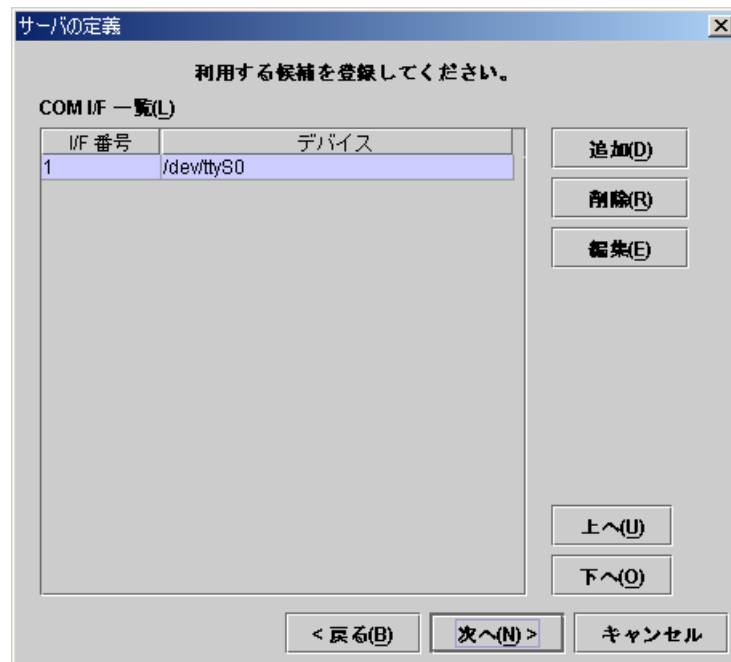 サーバの定義
利用する候補を登録してください。
COM I/F 一覧(L)
I/F 番号 デバイス
1 /dev/ttyS0
追加(D)
削除(R)
編集(E)
上へ(U)
下へ(O)
< 戻る(B) 次へ(N) > キャンセル